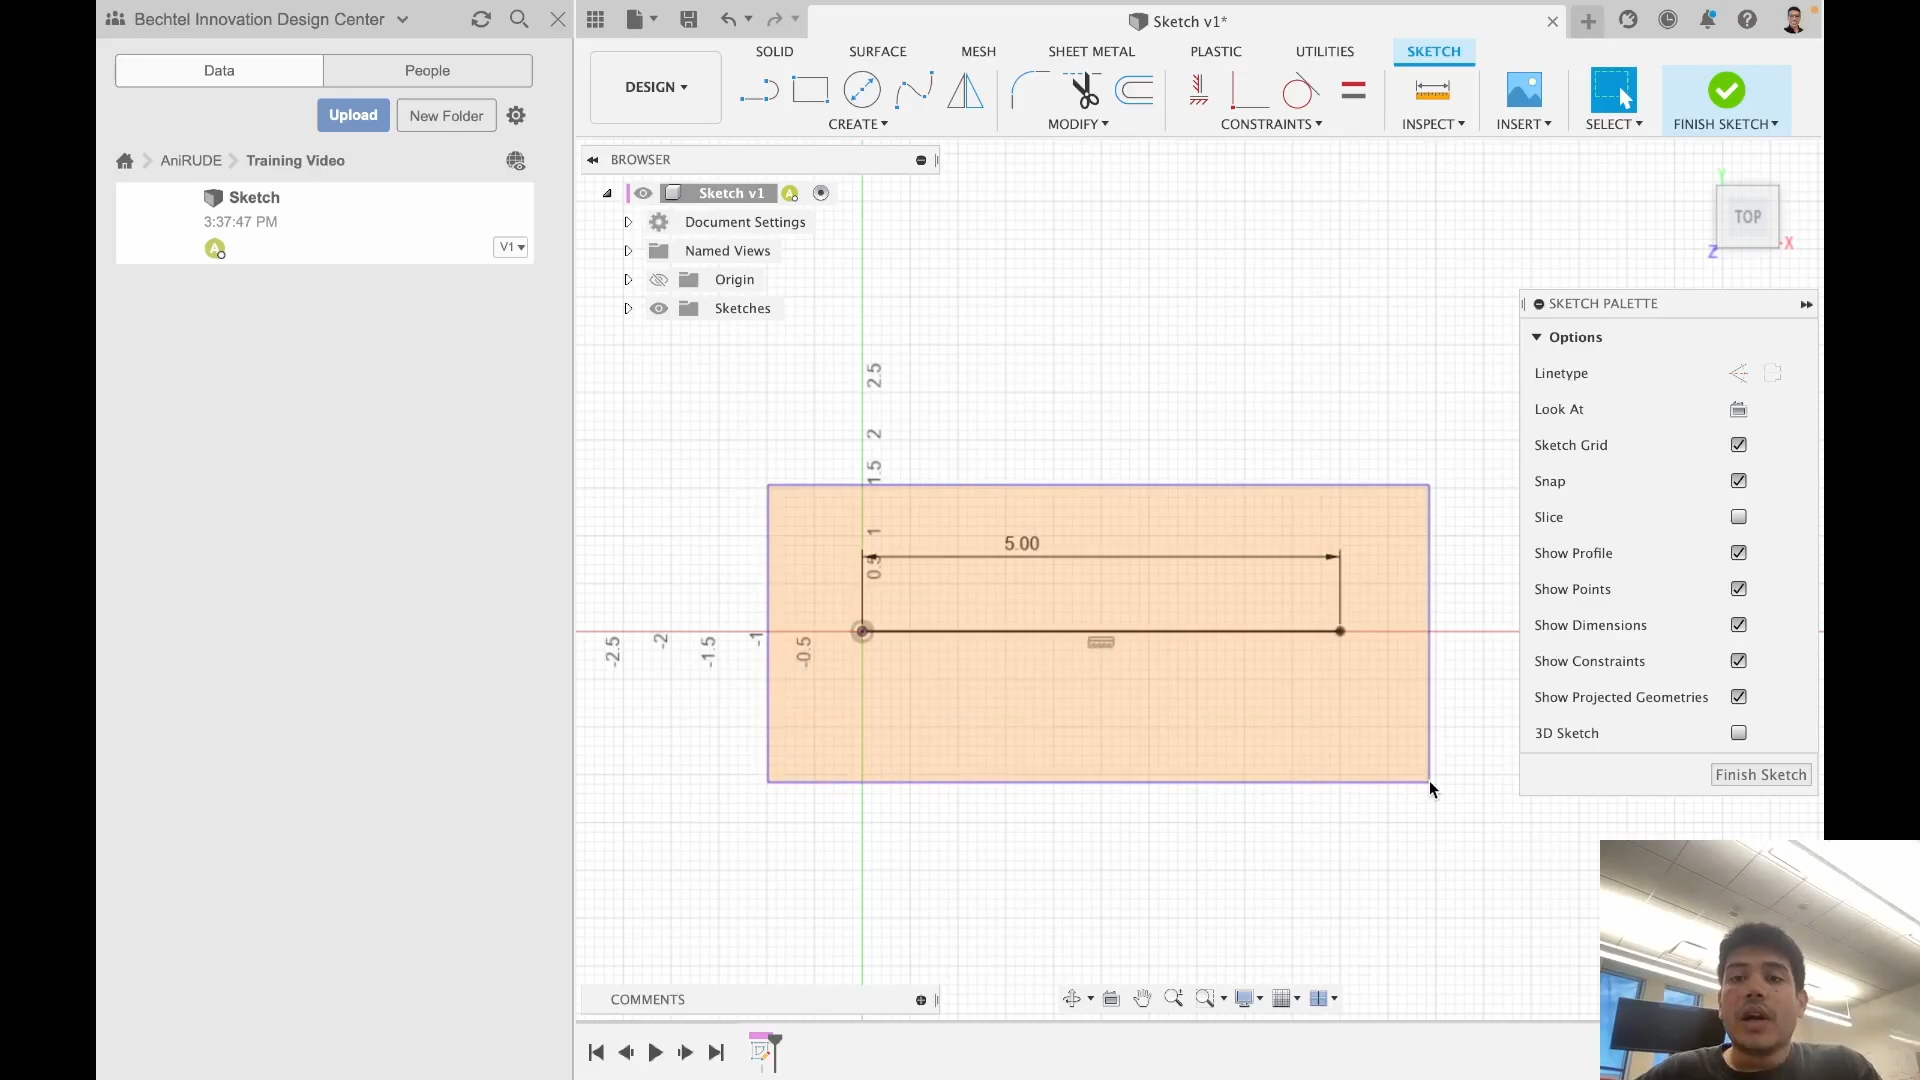 Bechtel Innovation Design Center
Data
People
Upload
New Folder
AniRUDE
Training Video
Sketch
3:37:47 PM
A
V1
Sketch v1*
DESIGN
SOLID
SURFACE
MESH
SHEET METAL
PLASTIC
UTILITIES
SKETCH
CREATE
MODIFY
CONSTRAINTS
INSPECT
INSERT
SELECT
FINISH SKETCH
BROWSER
Sketch v1
A
Document Settings
Named Views
Origin
Sketches
Y
TOP
X
Z
2.5
2
1.5
1
0.5
5.00
-2.5
-2
-1.5
-1
-0.5
SKETCH PALETTE
Options
Linetype
Look At
Sketch Grid
Snap
Slice
Show Profile
Show Points
Show Dimensions
Show Constraints
Show Projected Geometries
3D Sketch
Finish Sketch
COMMENTS